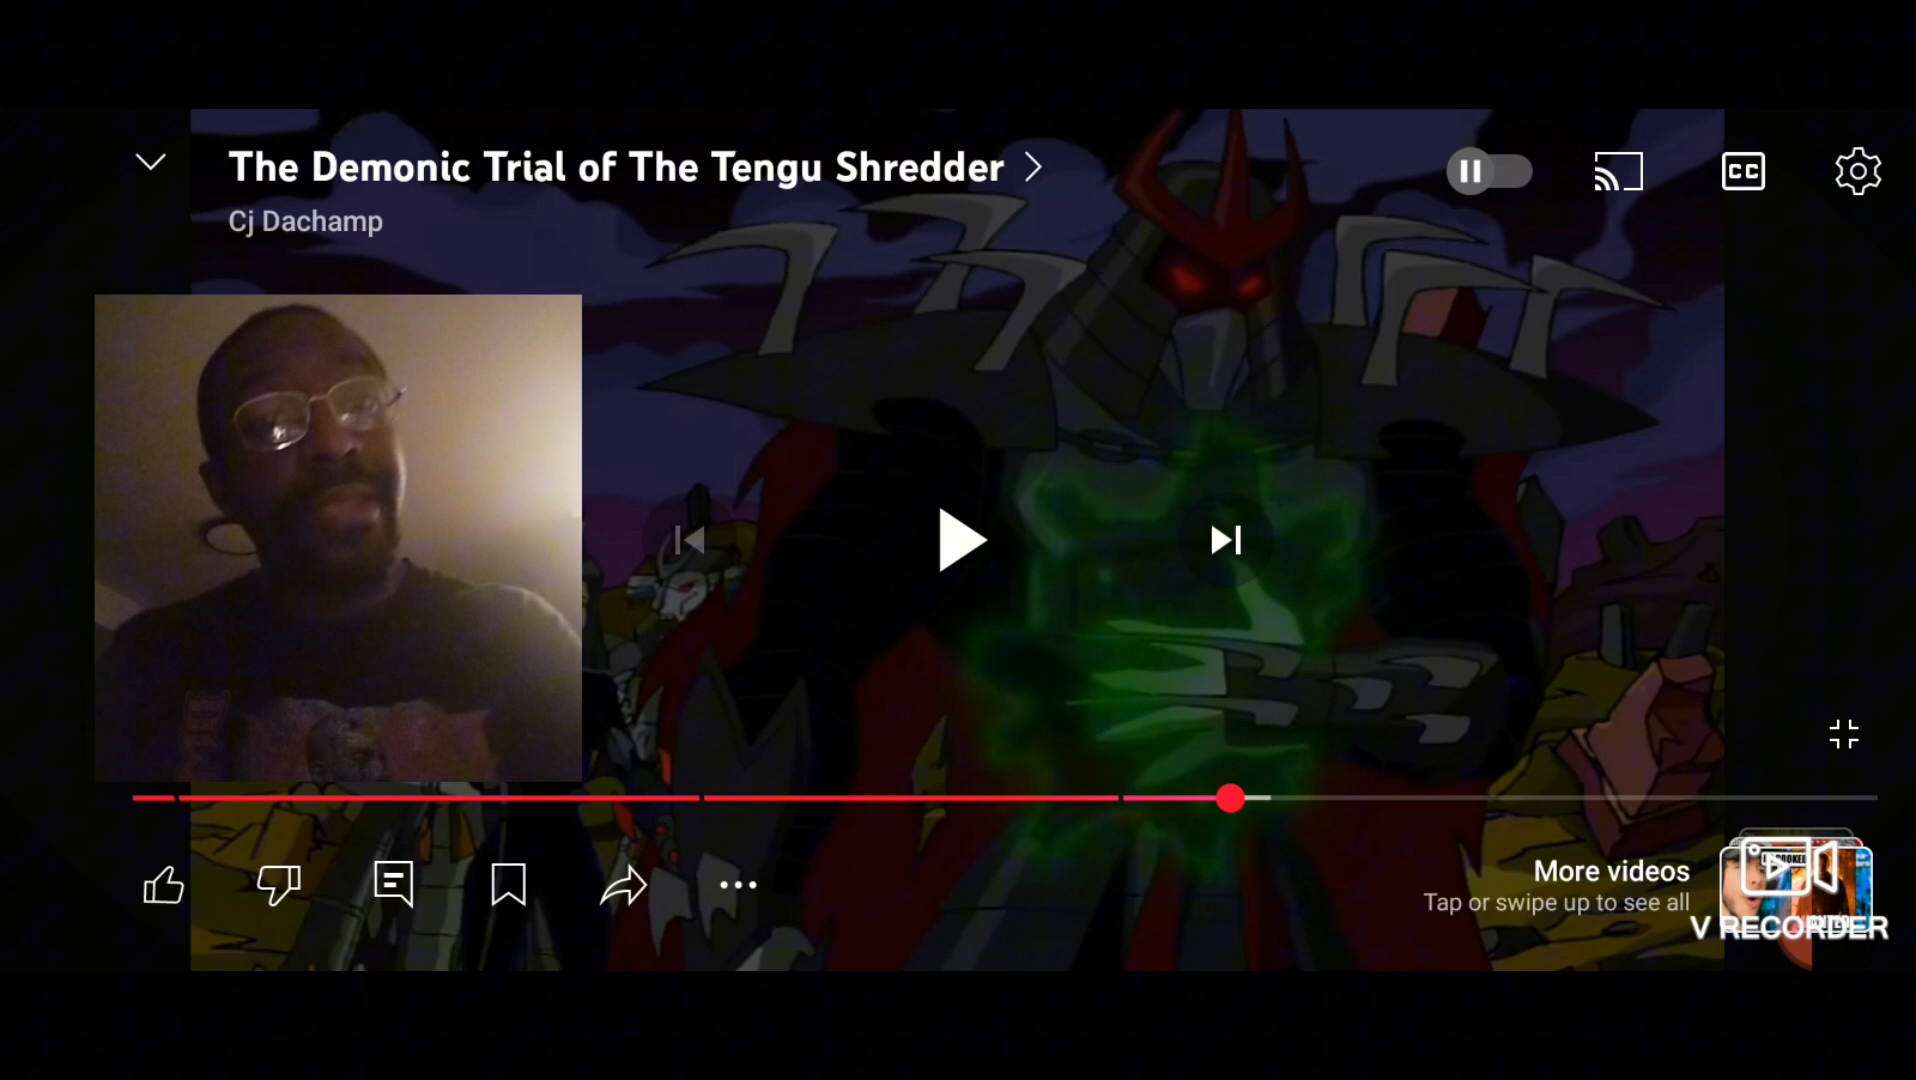 The Demonic Trial of The Tengu Shredder
Cj Dachamp
CC
More videos
Tap or swipe up to see all
V RECORDER